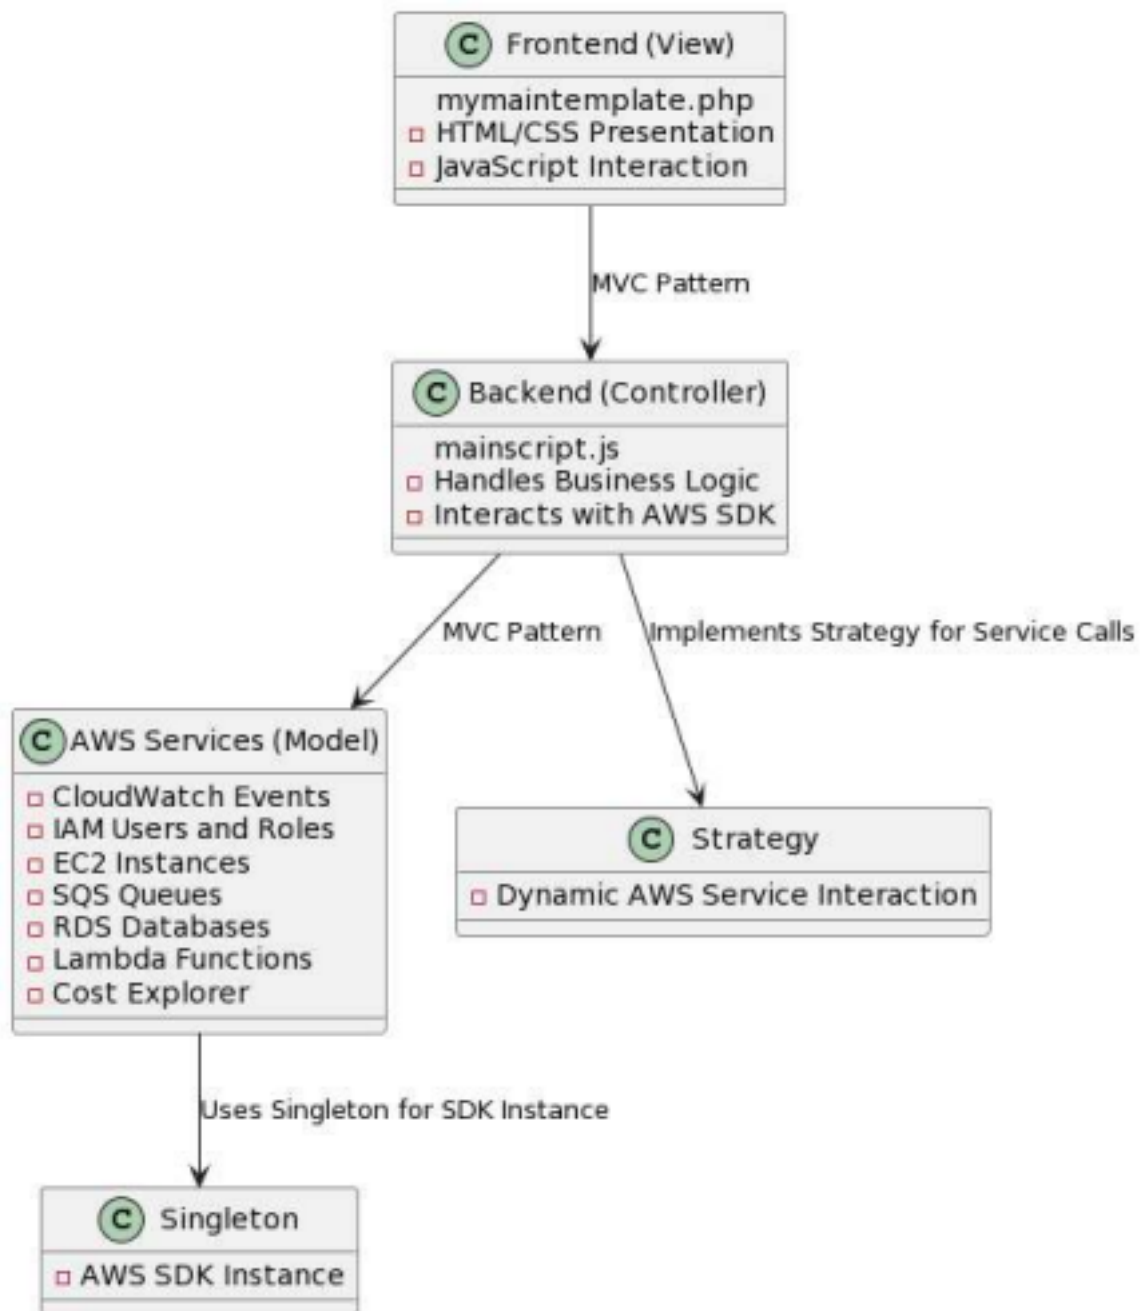 C Frontend (View)
mymaintemplate.php
HTML/CSS Presentation
JavaScript Interaction
MVC Pattern
C Backend (Controller)
mainscript.js
Handles Business Logic
Interacts with AWS SDK
MVC Pattern
Implements Strategy for Service Calls
C AWS Services (Model)
CloudWatch Events
IAM Users and Roles
EC2 Instances
SQS Queues
RDS Databases
Lambda Functions
Cost Explorer
C Strategy
Dynamic AWS Service Interaction
Uses Singleton for SDK Instance
C Singleton
AWS SDK Instance